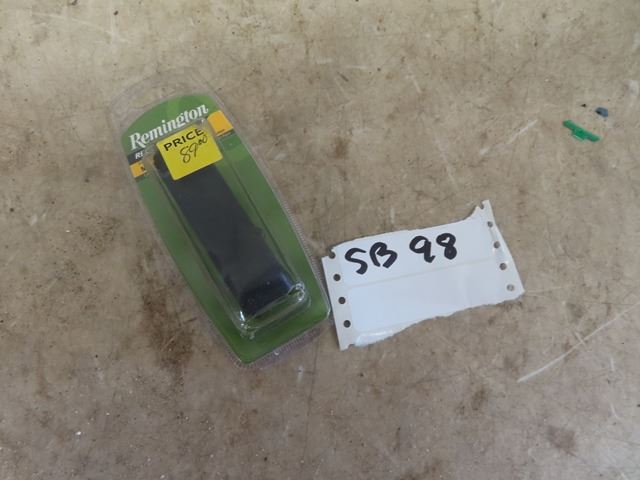 Remington
PRICE
89.00
SB 98